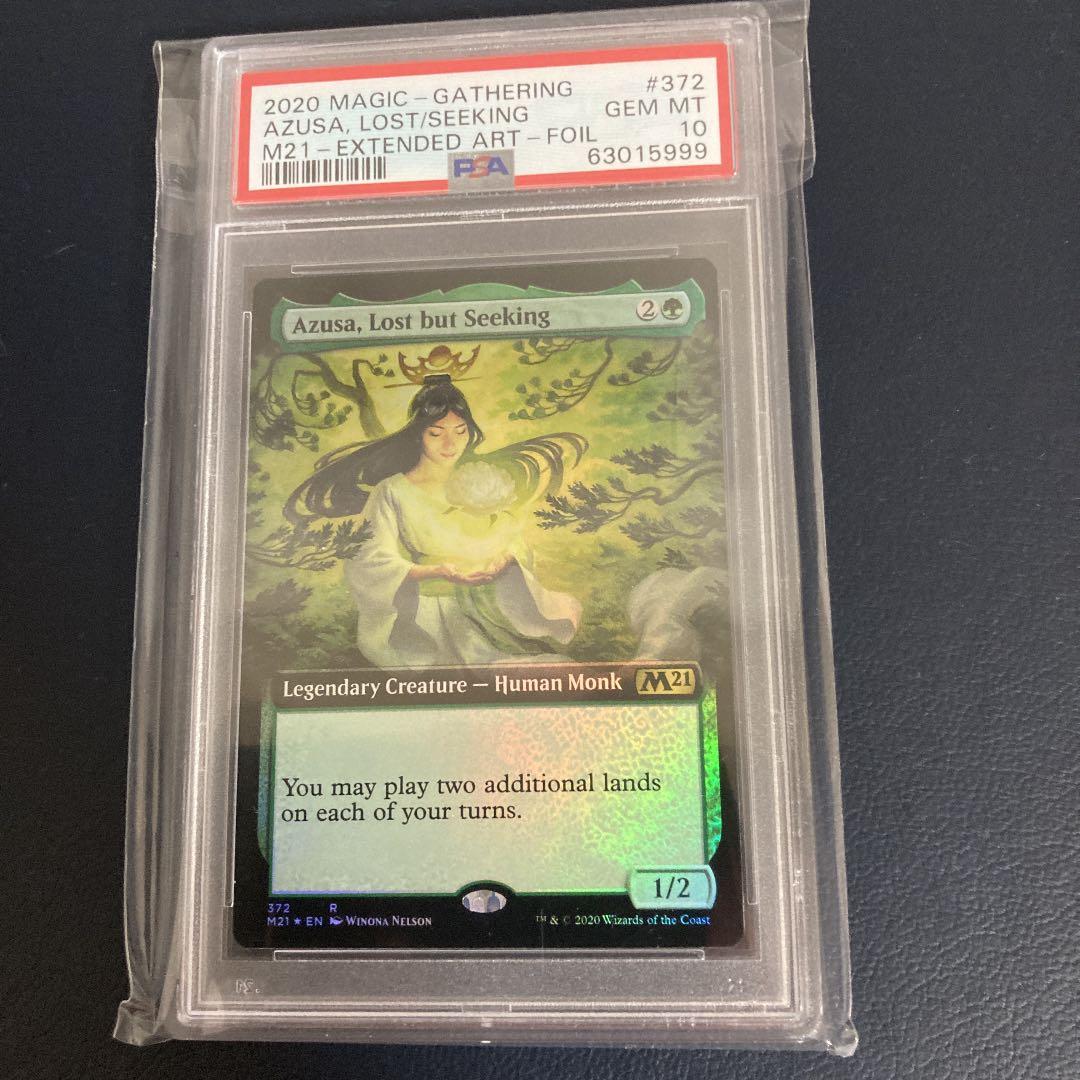 2020 MAGIC-GATHERING #372
AZUSA, LOST/SEEKING GEM MT
M21-EXTENDED ART-FOIL 10
PSA 63015999
Azusa, Lost but Seeking 2
Legendary Creature — Human Monk M21
You may play two additional lands
on each of your turns.
1/2
372 R
M21 ★ EN Winona Nelson ™ & © 2020 Wizards of the Coast